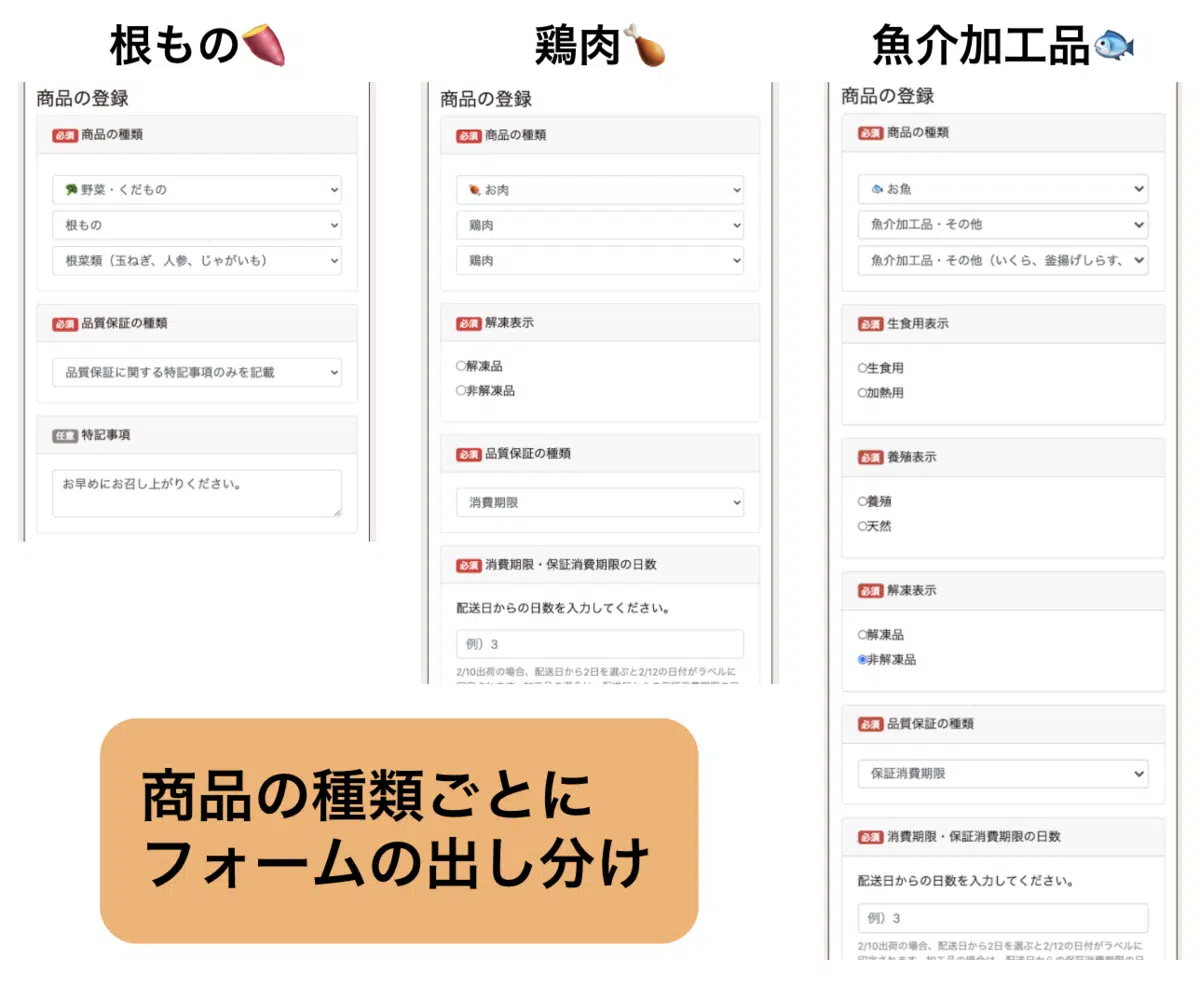 根もの🍠
商品の登録
必須 商品の種類
🥦野菜・くだもの
根もの
根菜類（玉ねぎ、人参、じゃがいも）
必須 品質保証の種類
品質保証に関する特記事項のみを記載
任意 特記事項
お早めにお召し上がりください。
鶏肉🍗
商品の登録
必須 商品の種類
🍖お肉
鶏肉
鶏肉
必須 解凍表示
解凍品
非解凍品
必須 品質保証の種類
消費期限
必須 消費期限・保証消費期限の日数
配送日からの日数を入力してください。
例）3
2/10出荷の場合、配送日から2日を選ぶと2/12の日付がラベルに
魚介加工品🐟
商品の登録
必須 商品の種類
🐟お魚
魚介加工品・その他
魚介加工品・その他（いくら、釜揚げしらす、
必須 生食用表示
生食用
加熱用
必須 養殖表示
養殖
天然
必須 解凍表示
解凍品
非解凍品
必須 品質保証の種類
保証消費期限
必須 消費期限・保証消費期限の日数
配送日からの日数を入力してください。
例）3
2/10出荷の場合、配送日から2日を選ぶと2/12の日付がラベルに
商品の種類ごとに
フォームの出し分け